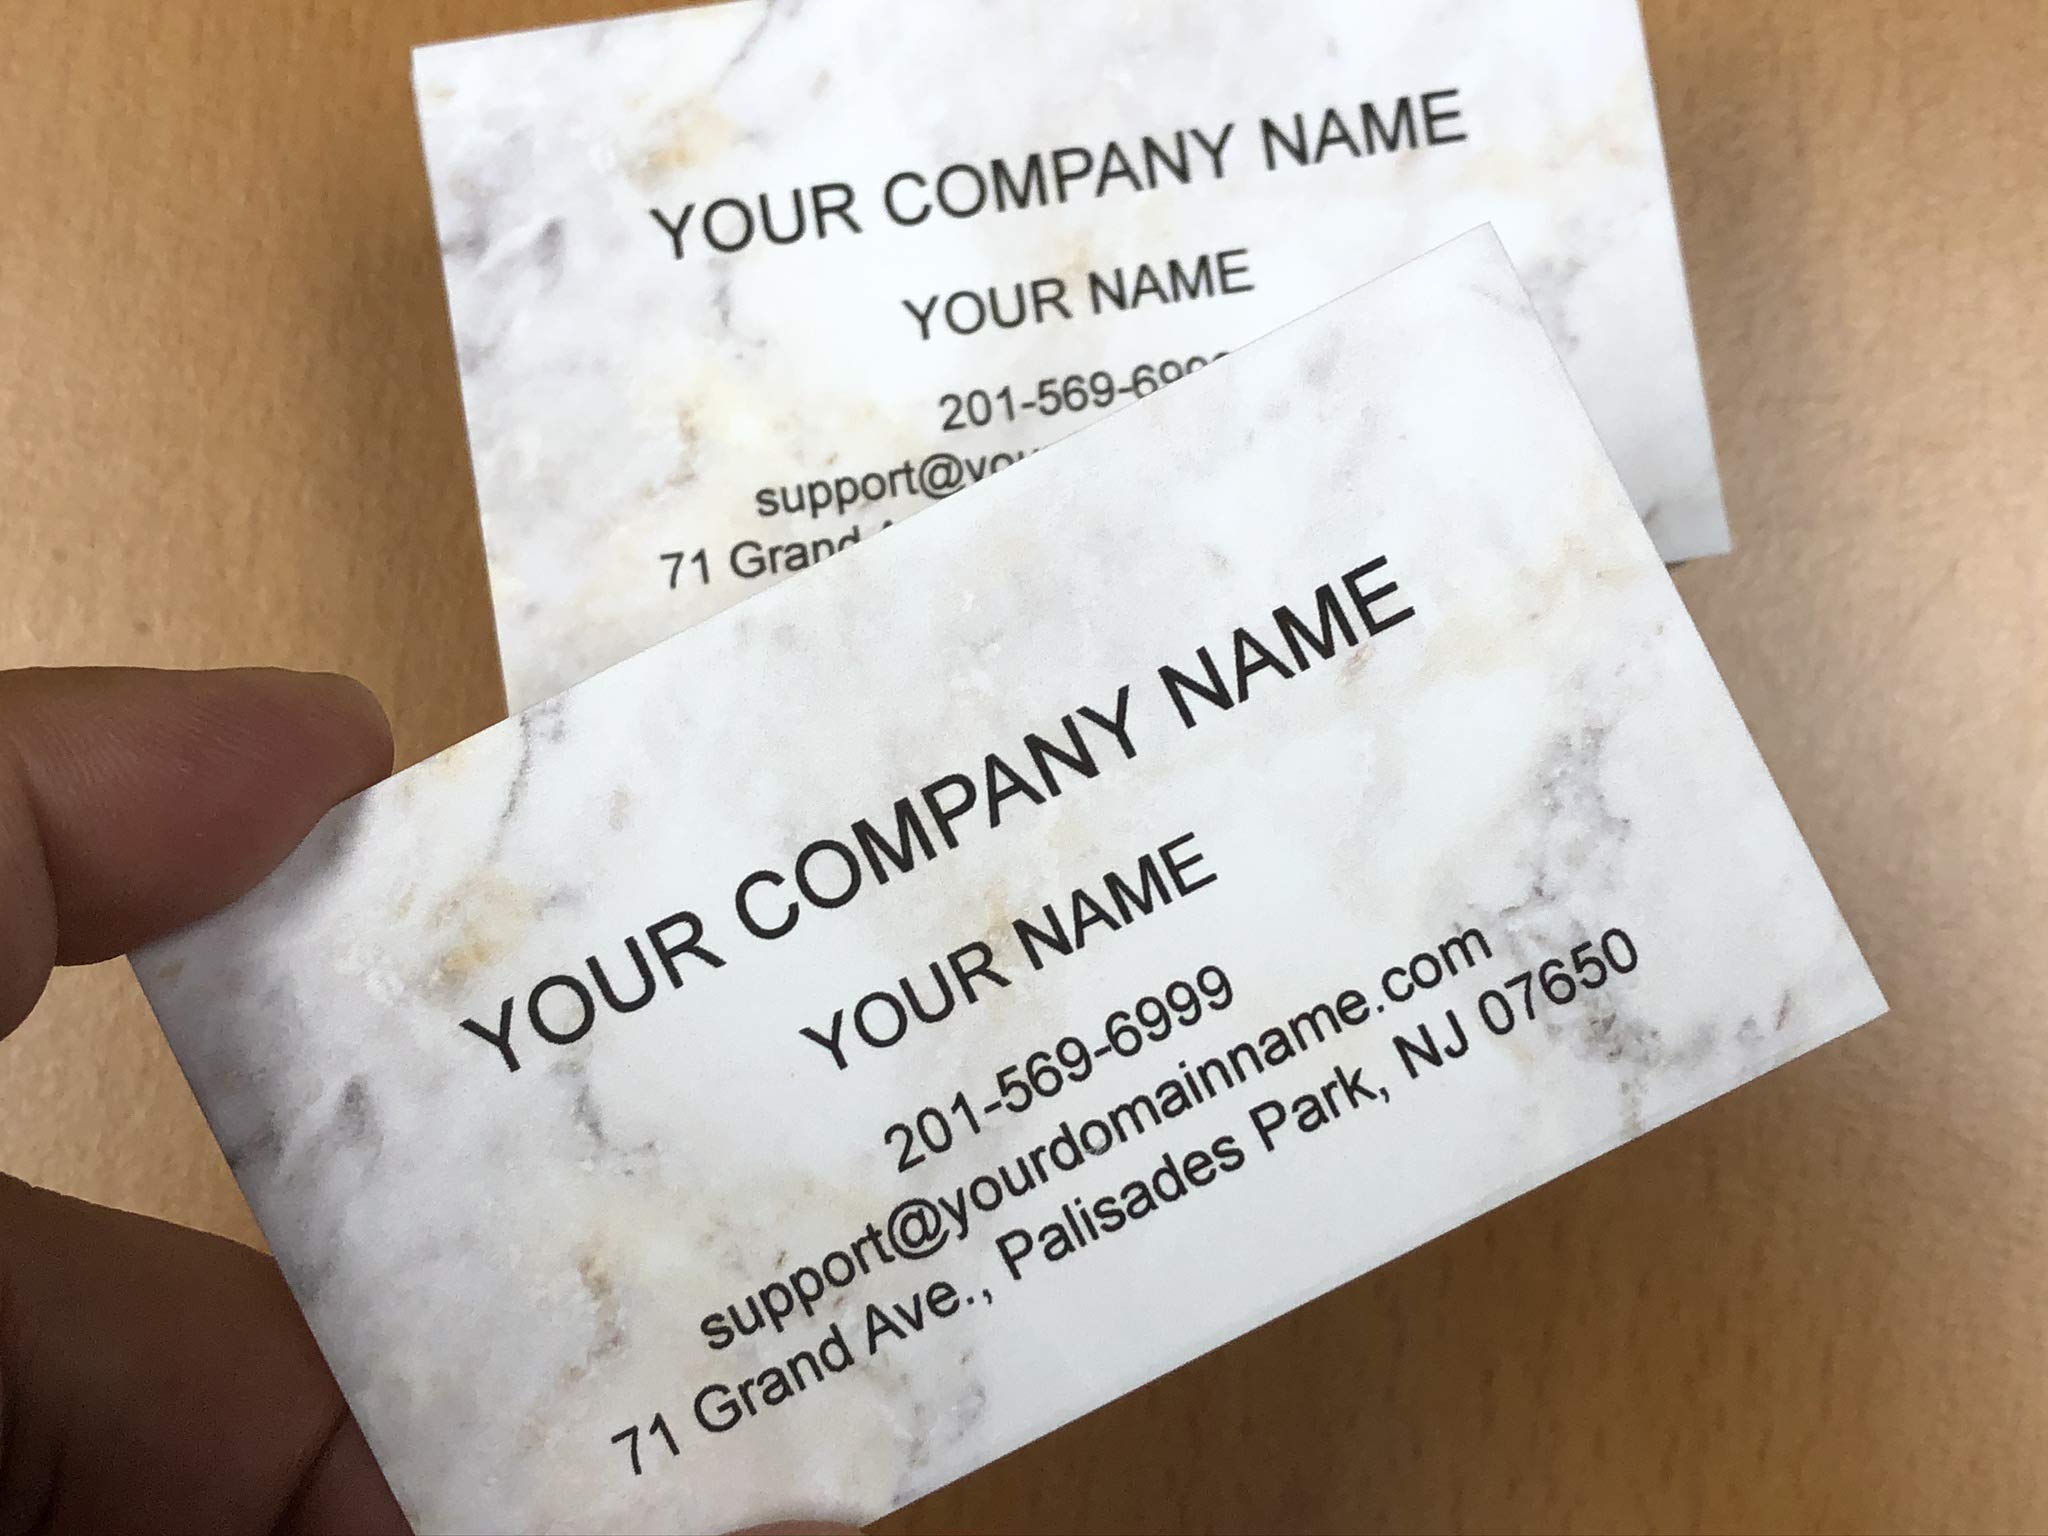 YOUR COMPANY NAME
YOUR NAME
201-569-699
support@you
71 Grand
YOUR COMPANY NAME
YOUR NAME
201-569-6999
support@yourdomainname.com
71 Grand Ave., Palisades Park, NJ 07650